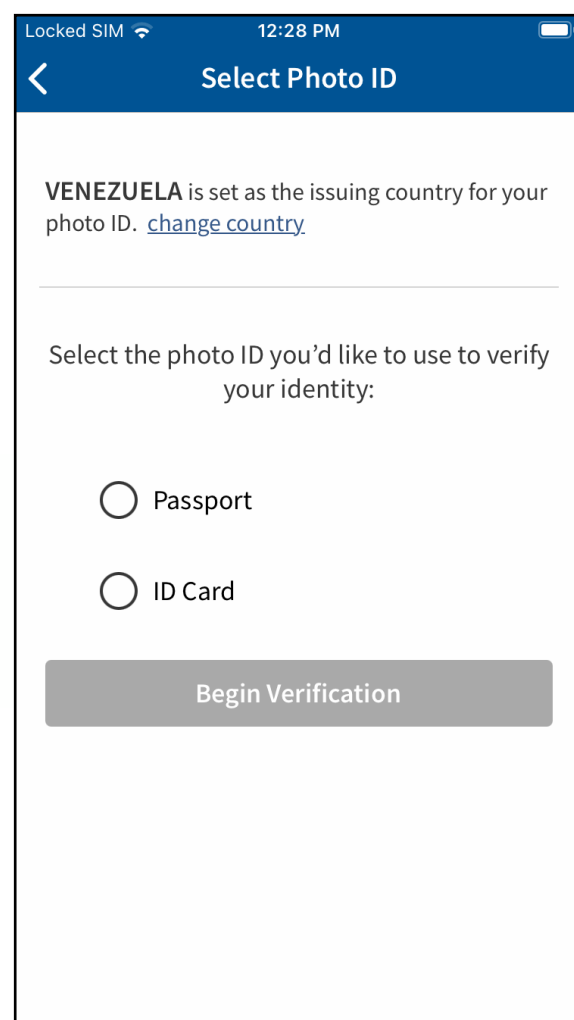 Locked SIM 12:28 PM
Select Photo ID
VENEZUELA is set as the issuing country for your
photo ID. change country
Select the photo ID you’d like to use to verify
your identity:
Passport
ID Card
Begin Verification